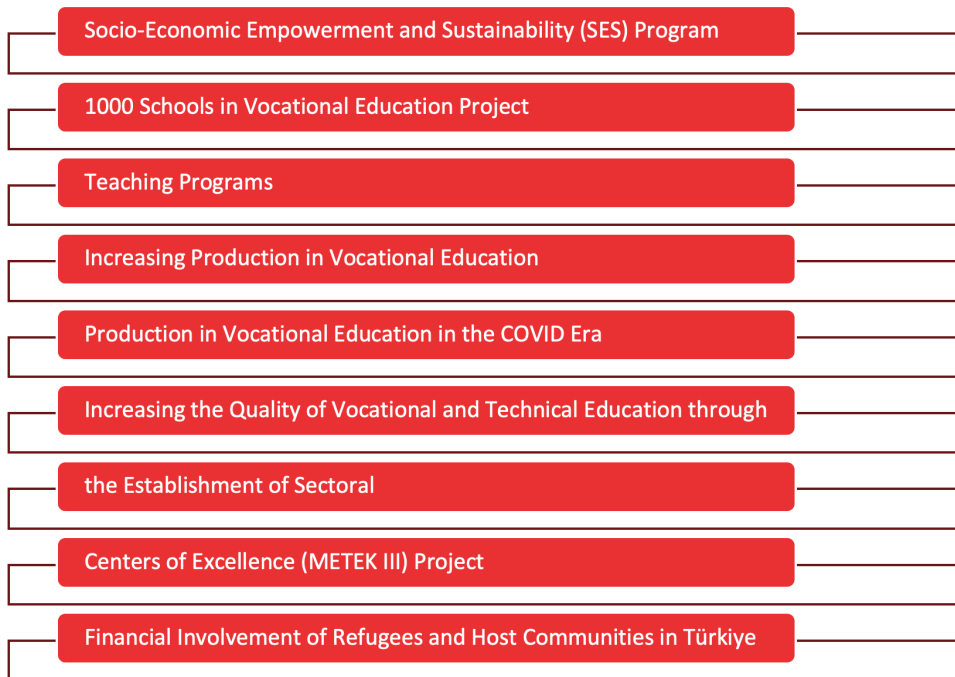 Socio-Economic Empowerment and Sustainability (SES) Program
1000 Schools in Vocational Education Project
Teaching Programs
Increasing Production in Vocational Education
Production in Vocational Education in the COVID Era
Increasing the Quality of Vocational and Technical Education through
the Establishment of Sectoral
Centers of Excellence (METEK III) Project
Financial Involvement of Refugees and Host Communities in Türkiye